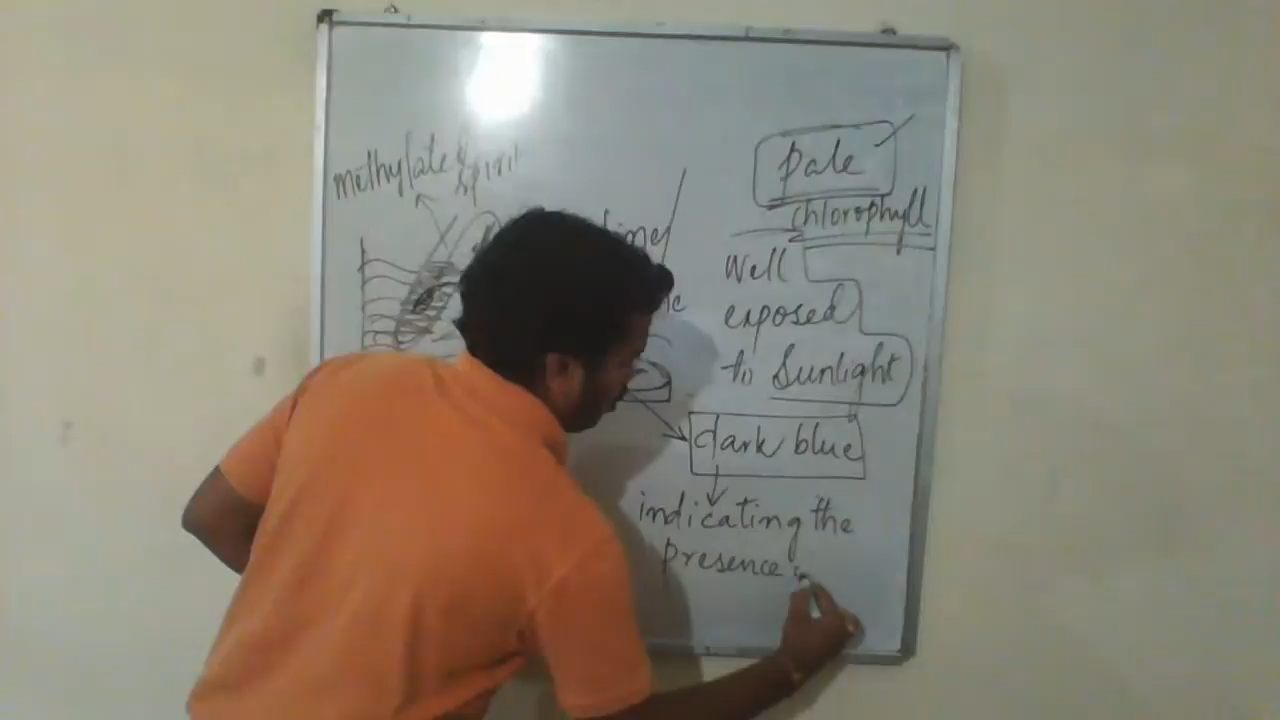 methylated
spirit
pale
chlorophyll
Well
exposed
to Sunlight
dark blue
indicating the
presence